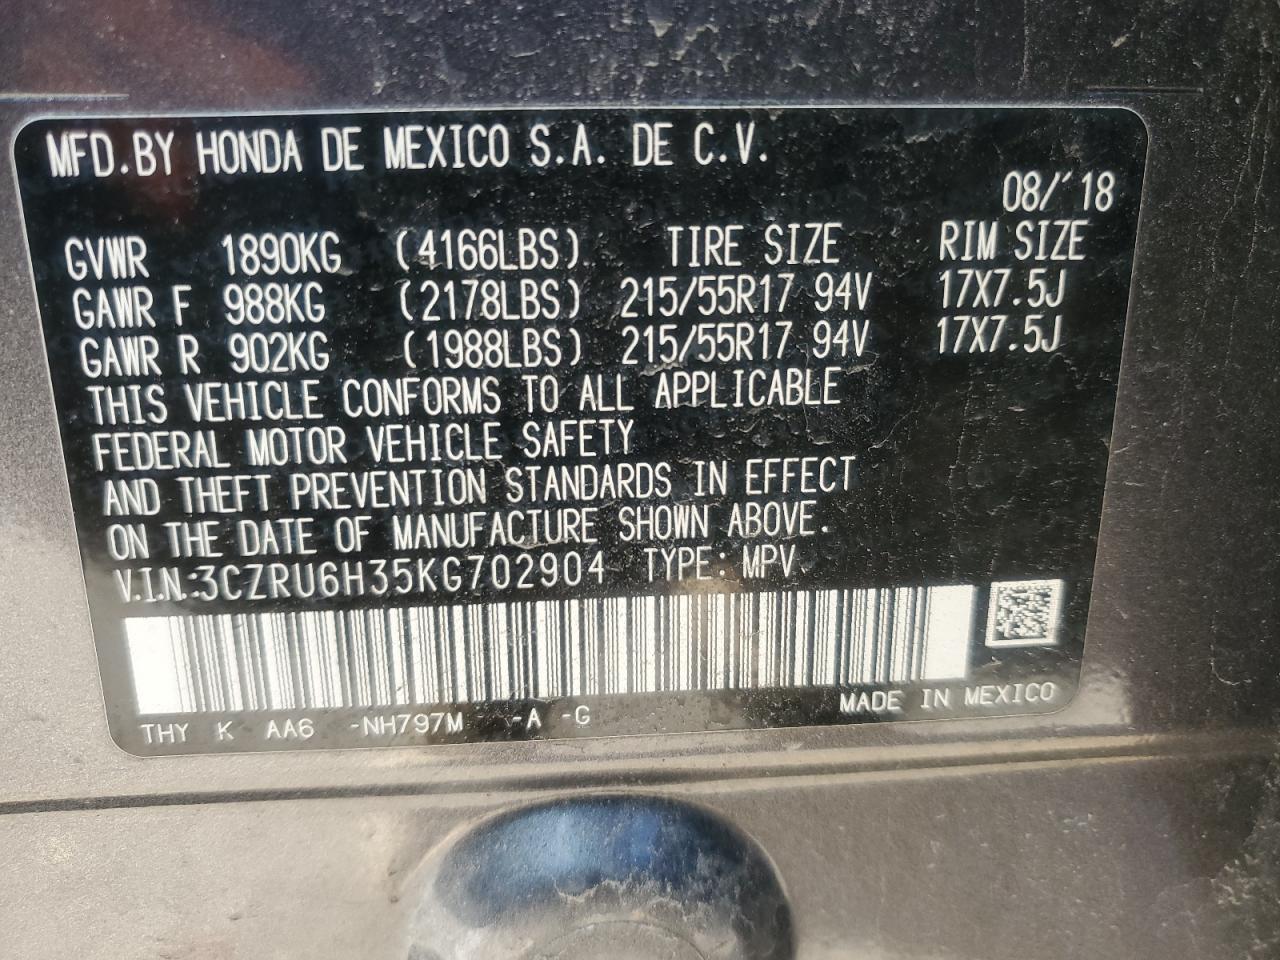 MFD.BY HONDA DE MEXICO S.A. DE C.V.
08/'18
GVWR 1890KG (4166LBS) TIRE SIZE RIM SIZE
GAWR F 988KG (2178LBS) 215/55R17 94V 17X7.5J
GAWR R 902KG (1988LBS) 215/55R17 94V 17X7.5J
THIS VEHICLE CONFORMS TO ALL APPLICABLE
FEDERAL MOTOR VEHICLE SAFETY
AND THEFT PREVENTION STANDARDS IN EFFECT
ON THE DATE OF MANUFACTURE SHOWN ABOVE.
V.I.N.:3CZRU6H35KG702904 TYPE: MPV
MADE IN MEXICO
THY K AA6 -NH797M -A -G